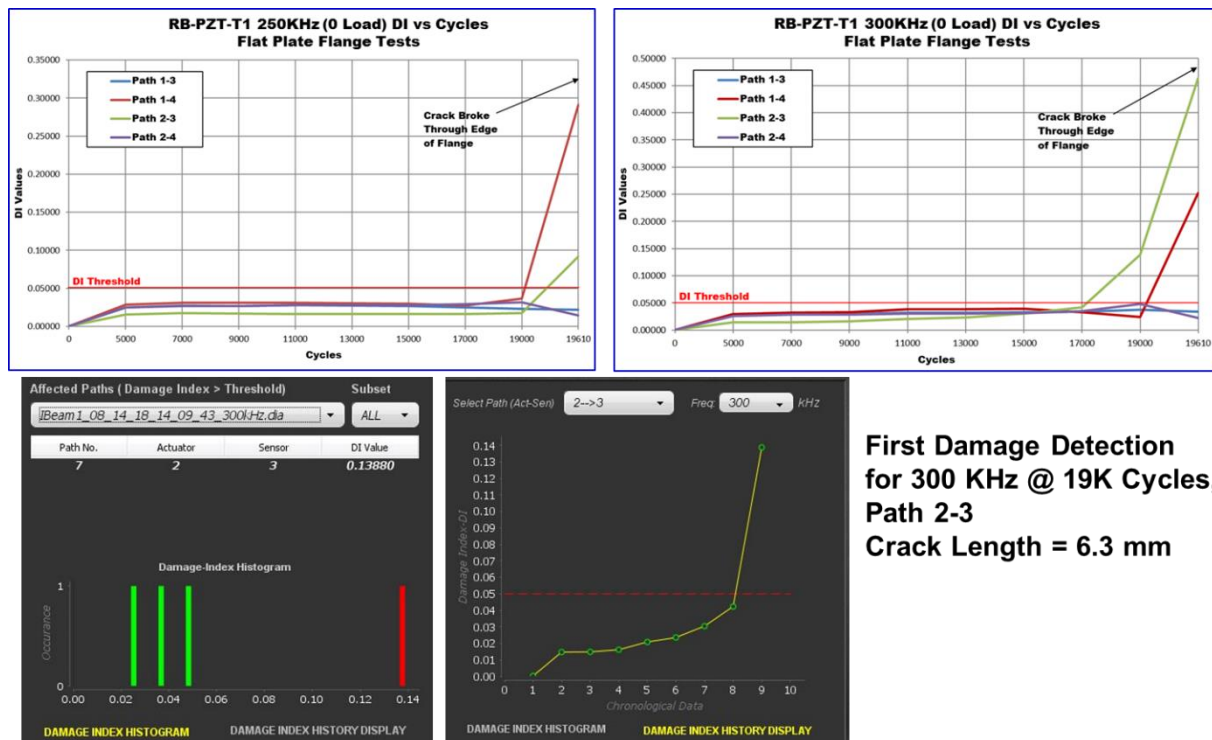 RB-PZT-T1 250KHz (0 Load) DI vs Cycles
Flat Plate Flange Tests
0.35000
0.30000
0.25000
0.20000
0.15000
0.10000
0.05000
0.00000
DI Values
Path 1-3
Path 1-4
Path 2-3
Path 2-4
Crack Broke
Through Edge
of Flange
DI Threshold
0 5000 7000 9000 11000 13000 15000 17000 19000 19610
Cycles
RB-PZT-T1 300KHz (0 Load) DI vs Cycles
Flat Plate Flange Tests
0.50000
0.45000
0.40000
0.35000
0.30000
0.25000
0.20000
0.15000
0.10000
0.05000
0.00000
DI Values
Path 1-3
Path 1-4
Path 2-3
Path 2-4
Crack Broke
Through Edge
of Flange
DI Threshold
0 5000 7000 9000 11000 13000 15000 17000 19000 19610
Cycles
Affected Paths ( Damage Index > Threshold) Subset
IBeam1_08_14_18_14_09_43_300kHz.dia ALL
Path No. Actuator Sensor DI Value
7 2 3 0.13880
Damage-Index Histogram
1
0
Occurance
0.00 0.02 0.04 0.06 0.08 0.10 0.12 0.14
DAMAGE INDEX HISTOGRAM DAMAGE INDEX HISTORY DISPLAY
Select Path (Act-Sen) 2-->3 Freq: 300 kHz
0.14
0.13
0.12
0.11
0.10
0.09
0.08
0.07
0.06
0.05
0.04
0.03
0.02
0.01
0.00
Damage Index-DI
0 1 2 3 4 5 6 7 8 9 10
Chronological Data
DAMAGE INDEX HISTOGRAM DAMAGE INDEX HISTORY DISPLAY
First Damage Detection
for 300 KHz @ 19K Cycles,
Path 2-3
Crack Length = 6.3 mm